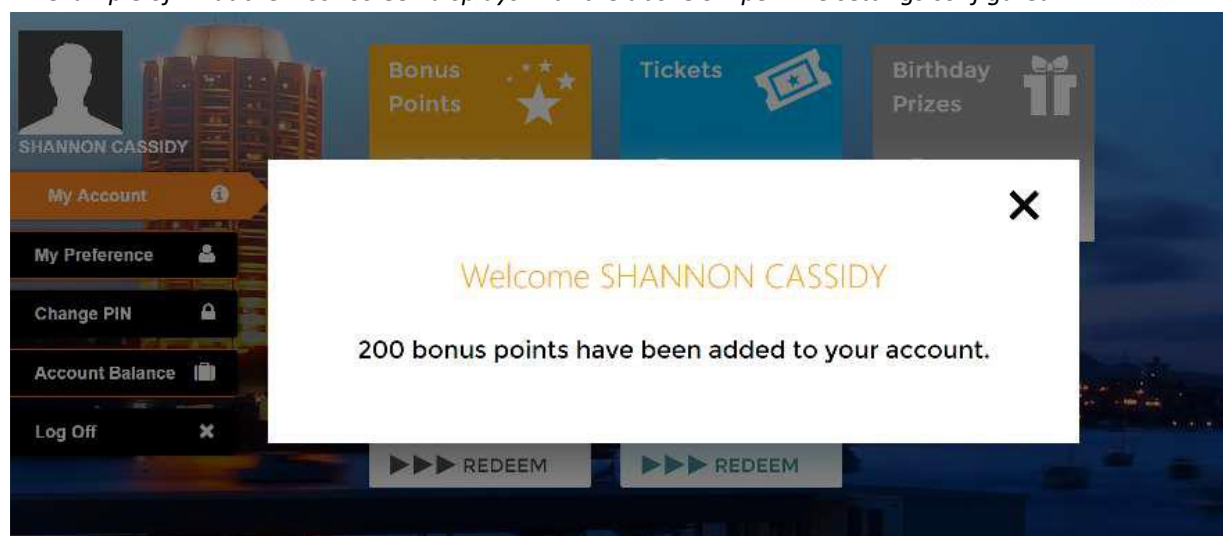 SHANNON CASSIDY
My Account
My Preference
Change PIN
Account Balance
Log Off
Bonus
Points
Tickets
Birthday
Prizes
Welcome SHANNON CASSIDY
200 bonus points have been added to your account.
REDEEM
REDEEM